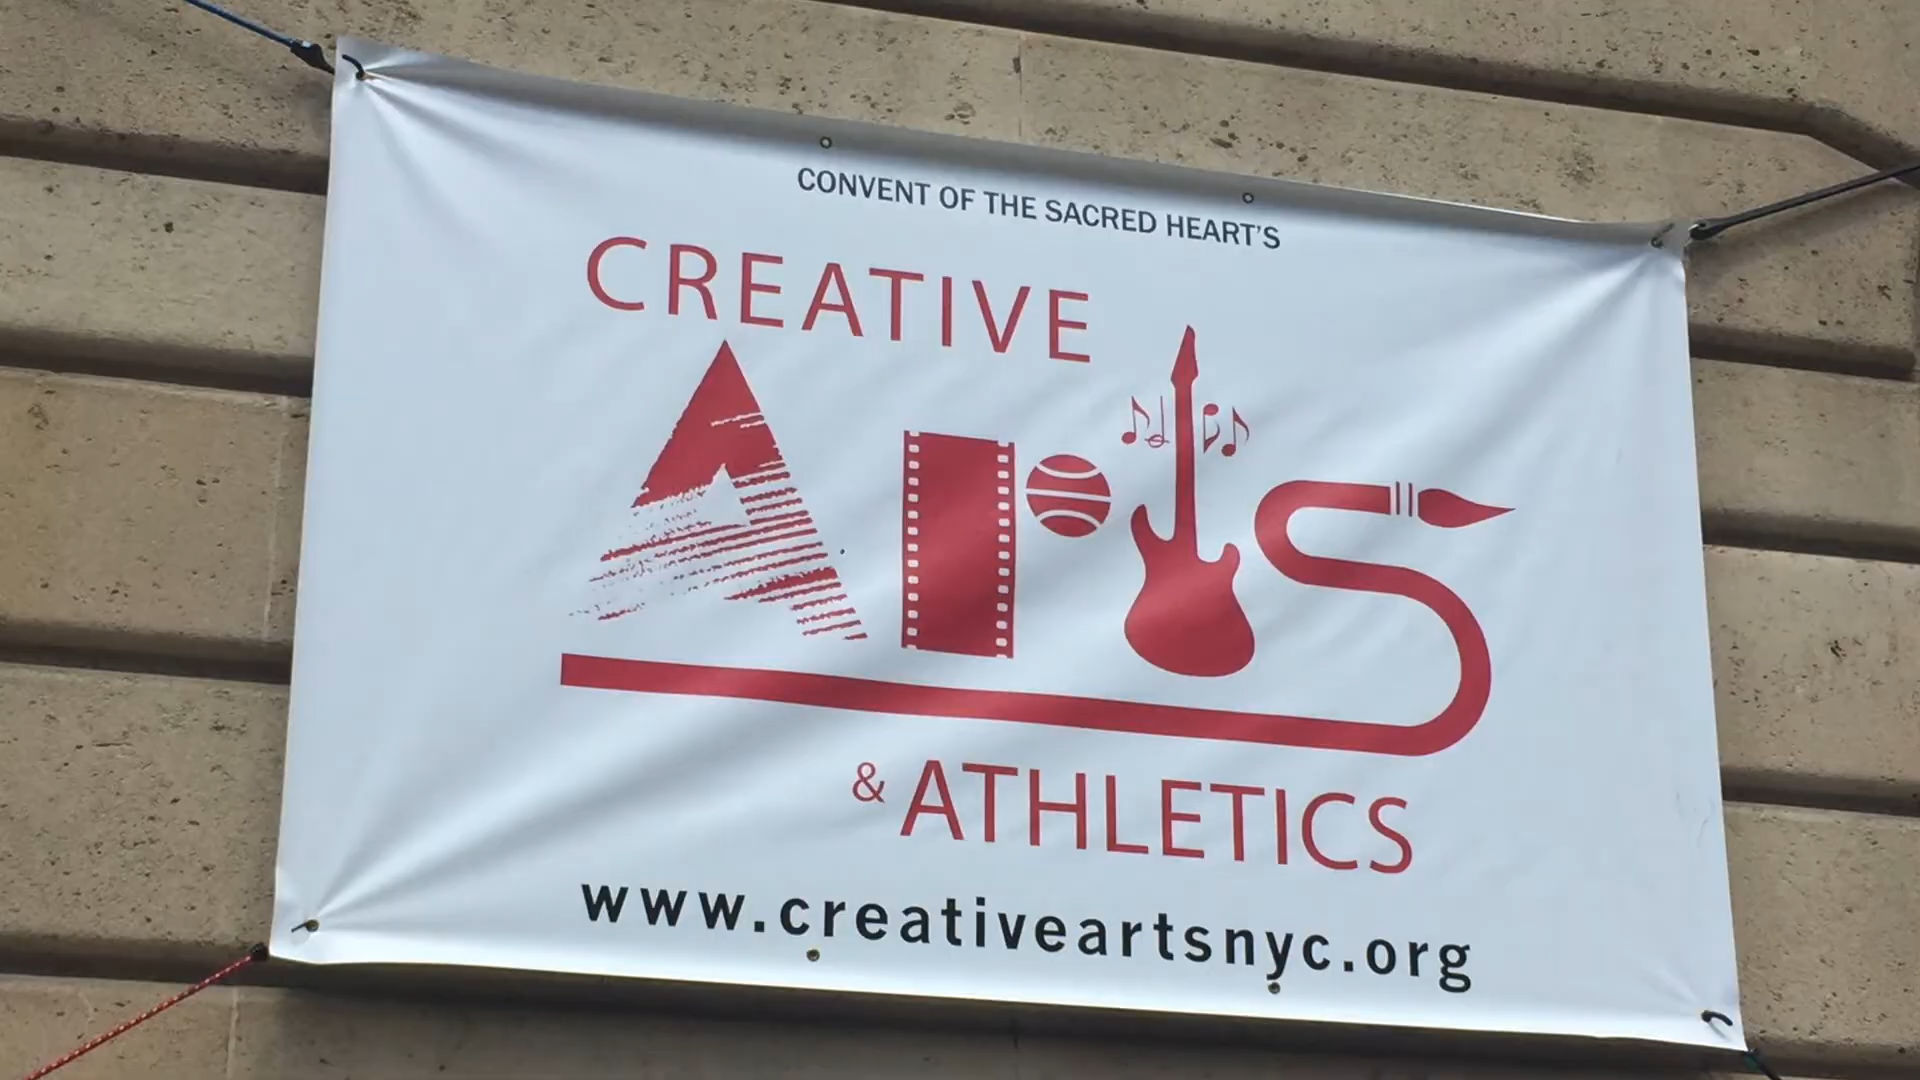 CONVENT OF THE SACRED HEART'S
CREATIVE
ArtS
& ATHLETICS
www.creativeartsnyc.org